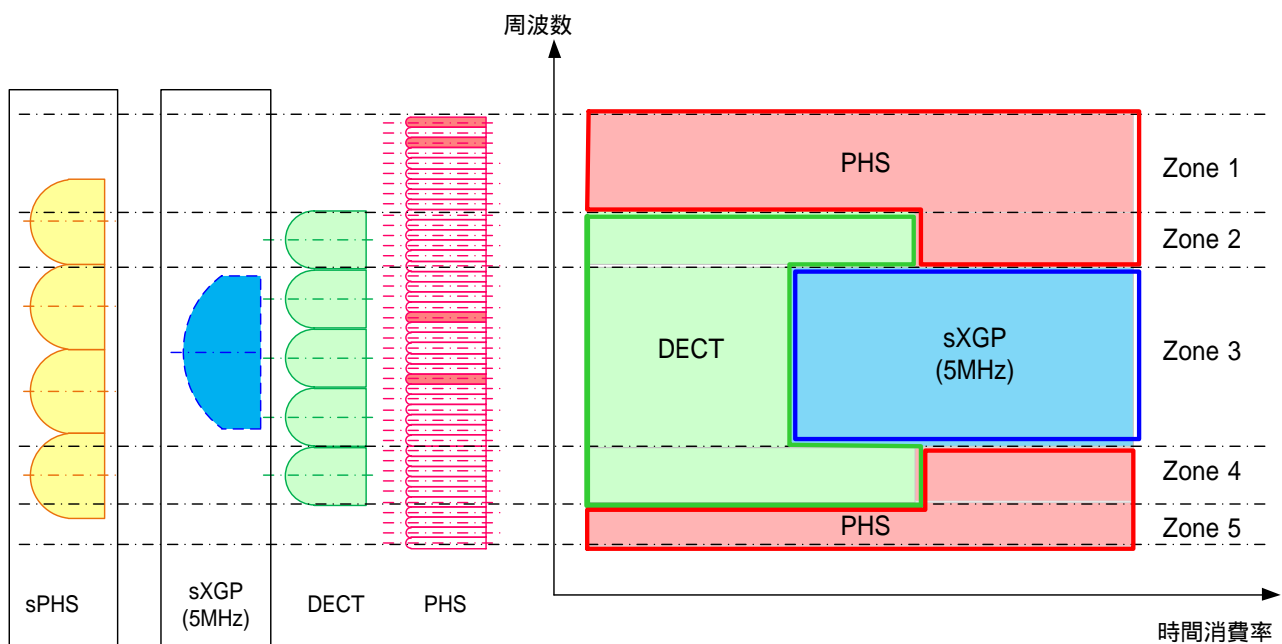 周波数
PHS
Zone 1
Zone 2
DECT
sXGP
(5MHz)
Zone 3
Zone 4
PHS
Zone 5
sPHS
sXGP
(5MHz)
DECT
PHS
時間消費率